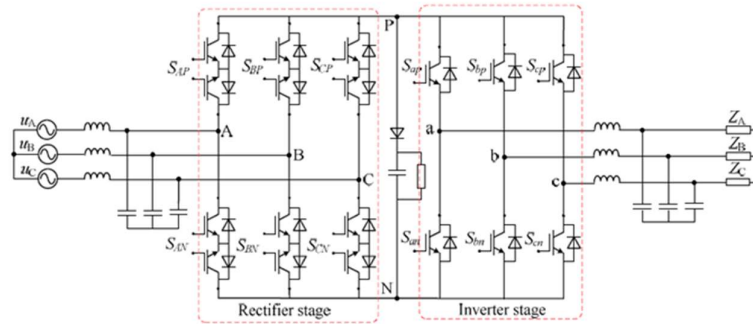 P
S_AP
S_BP
S_CP
S_ap
S_bp
S_cp
u_A
A
a
Z_A
u_B
B
b
Z_B
u_C
C
c
Z_C
S_AN
S_BN
S_CN
S_an
S_bn
S_cn
N
Rectifier stage
Inverter stage